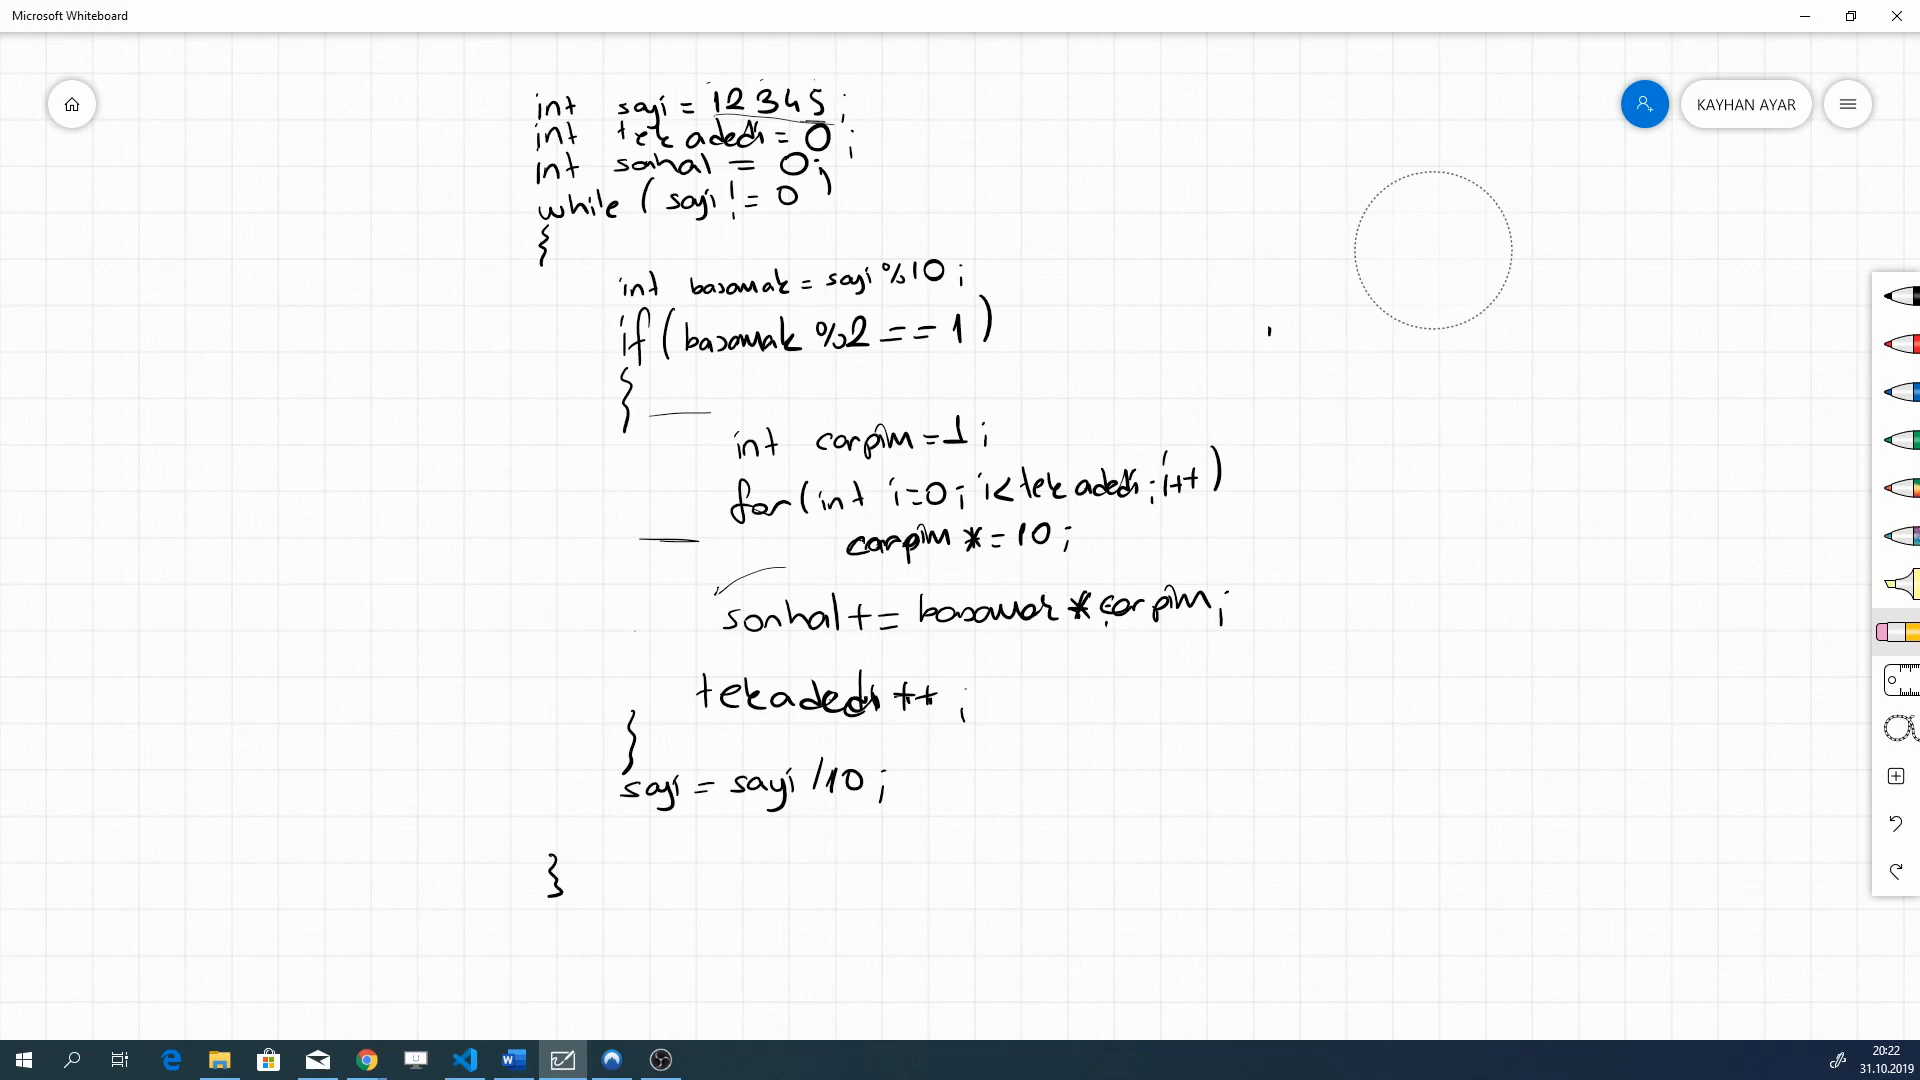 Microsoft Whiteboard
KAYHAN AYAR
int sayi = 12345;
int tekadedi = 0;
int sonhal = 0;
while (sayi != 0)
{
int basamak = sayi %10;
if (basamak %2 == 1)
{
int carpim = 1;
for (int i=0; i<tekadedi; i++)
carpim *= 10;
sonhal += basamak * carpim;
tekadedi ++;
}
sayi = sayi /10;
}
20:22
31.10.2019